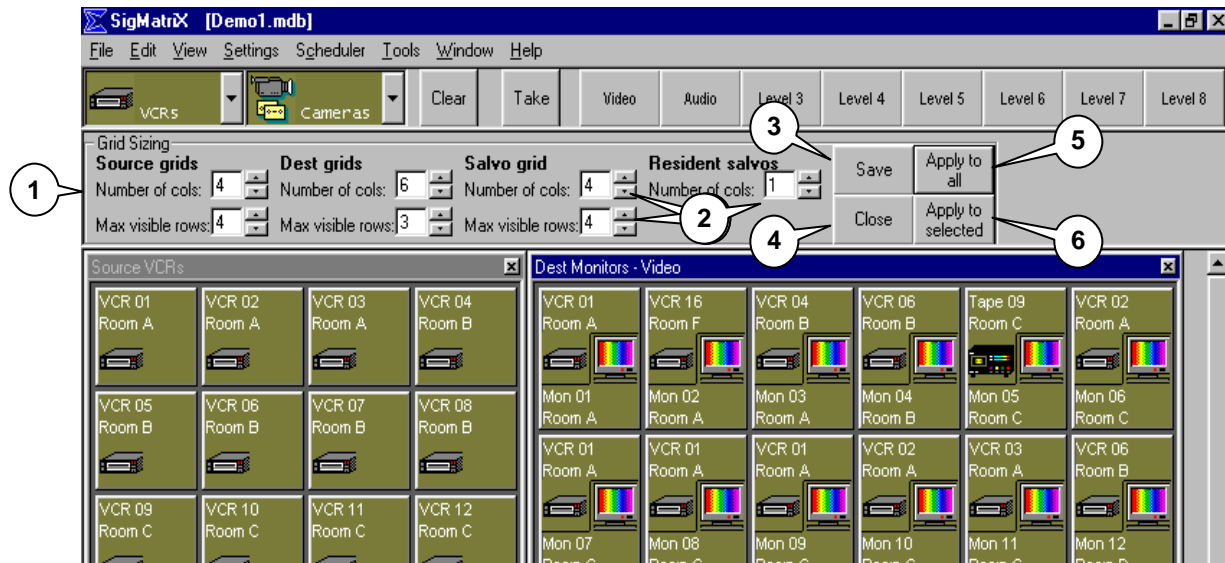 SigMatriX [Demo1.mdb]
File Edit View Settings Scheduler Tools Window Help
VCRs Cameras Clear Take Video Audio Level 3 Level 4 Level 5 Level 6 Level 7 Level 8
Grid Sizing
Source grids Dest grids Salvo grid Resident salvos
Number of cols: 4 Number of cols: 6 Number of cols: 4 Number of cols: 1
Max visible rows: 4 Max visible rows: 3 Max visible rows: 4
Save Apply to all
Close Apply to selected
1
2
3
4
5
6
Source VCRs
VCR 01 VCR 02 VCR 03 VCR 04
Room A Room A Room A Room B
VCR 05 VCR 06 VCR 07 VCR 08
Room B Room B Room B Room B
VCR 09 VCR 10 VCR 11 VCR 12
Room C Room C Room C Room C
Dest Monitors - Video
VCR 01 VCR 16 VCR 04 VCR 06 Tape 09 VCR 02
Room A Room F Room B Room B Room C Room A
Mon 01 Mon 02 Mon 03 Mon 04 Mon 05 Mon 06
Room A Room A Room A Room B Room C Room C
VCR 01 VCR 01 VCR 01 VCR 02 VCR 03 VCR 06
Room A Room A Room A Room A Room A Room B
Mon 07 Mon 08 Mon 09 Mon 10 Mon 11 Mon 12